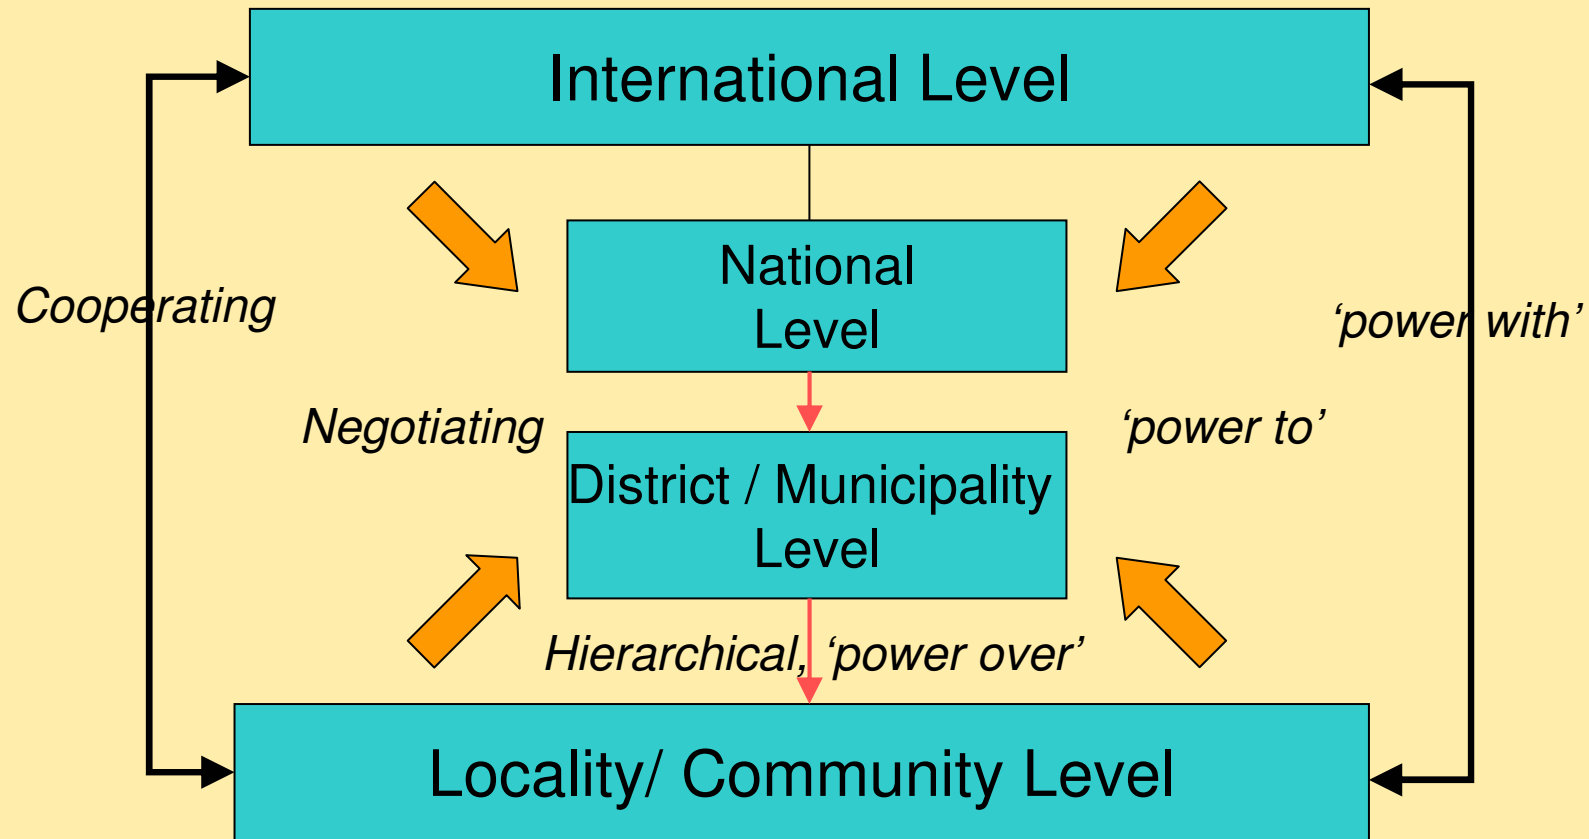 International Level
National
Level
Cooperating
‘power with’
Negotiating
‘power to’
District / Municipality
Level
Hierarchical, ‘power over’
Locality/ Community Level